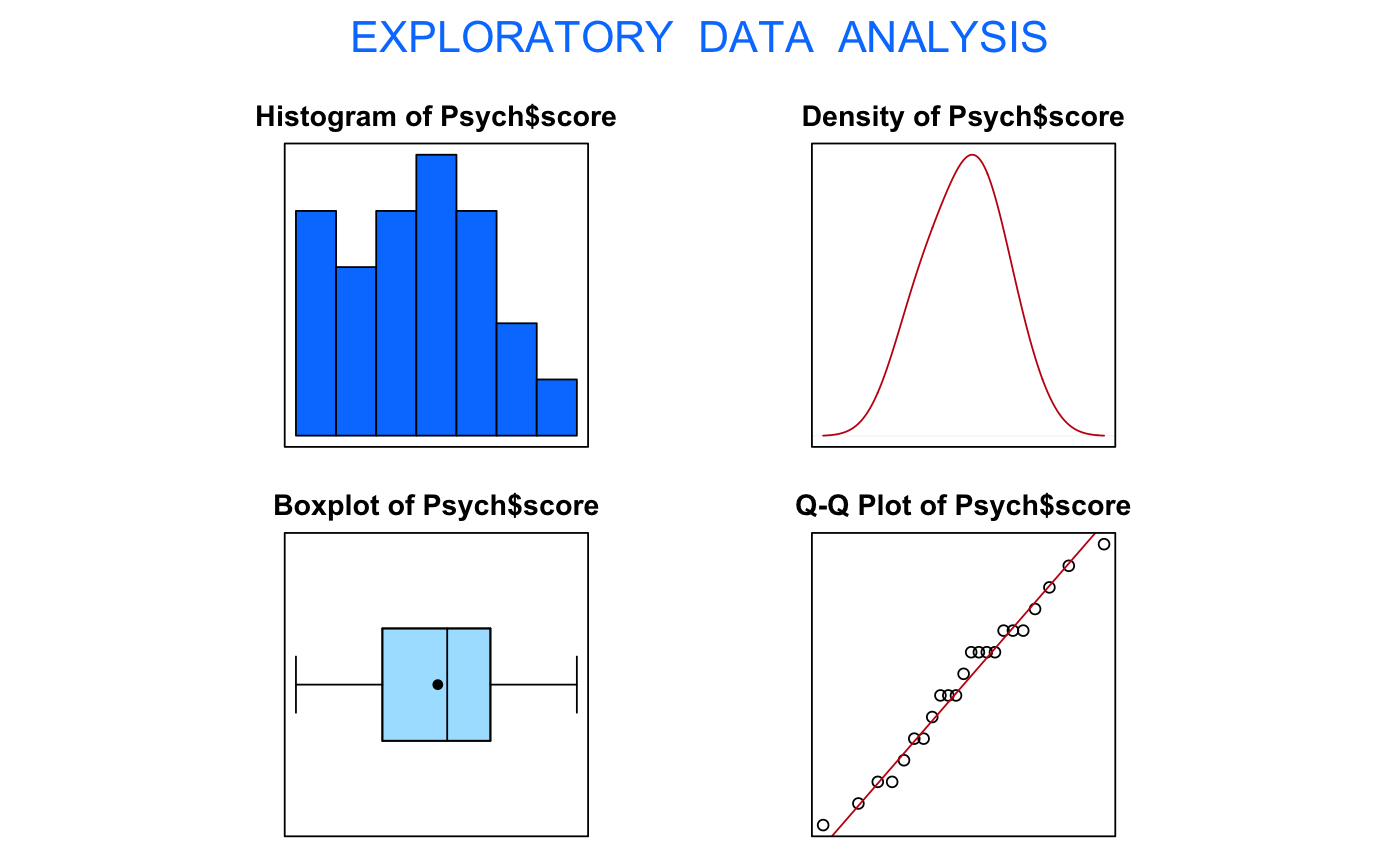 EXPLORATORY DATA ANALYSIS
Histogram of Psych$score
Density of Psych$score
Boxplot of Psych$score
Q-Q Plot of Psych$score